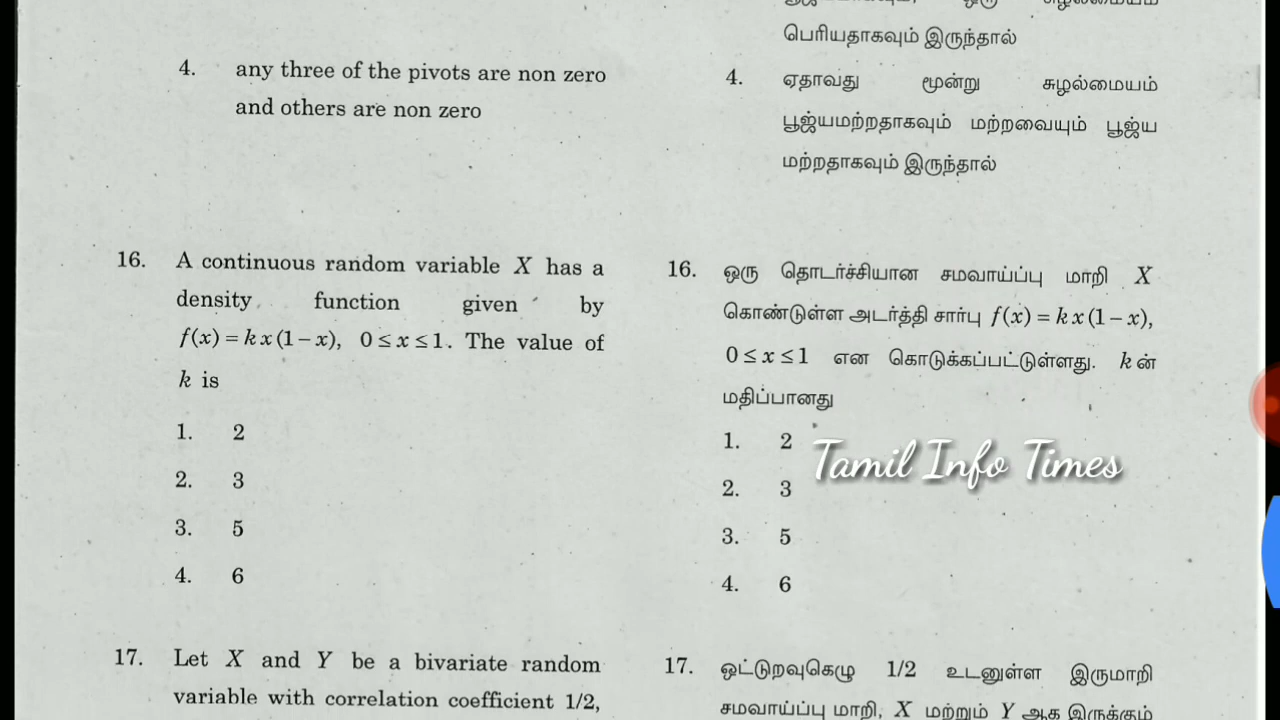 பெரியதாகவும் இருந்தால்
4. any three of the pivots are non zero
and others are non zero
4. ஏதாவது மூன்று சுழல்மையம்
பூஜ்யமற்றதாகவும் மற்றவையும் பூஜ்ய
மற்றதாகவும் இருந்தால்
16. A continuous random variable X has a
density function given by
f(x) = k x (1 – x), 0 ≤ x ≤ 1. The value of
k is
1. 2
2. 3
3. 5
4. 6
16. ஒரு தொடர்ச்சியான சமவாய்ப்பு மாறி X
கொண்டுள்ள அடர்த்தி சார்பு f(x) = k x (1 – x),
0 ≤ x ≤ 1 என கொடுக்கப்பட்டுள்ளது. k ன்
மதிப்பானது
1. 2
2. 3
3. 5
4. 6
Tamil Info Times
17. Let X and Y be a bivariate random
variable with correlation coefficient 1/2,
17. ஒட்டுறவுகெழு 1/2 உடனுள்ள இருமாறி
சமவாய்ப்பு மாறி, X மற்றும் Y ஆக இருக்கும்